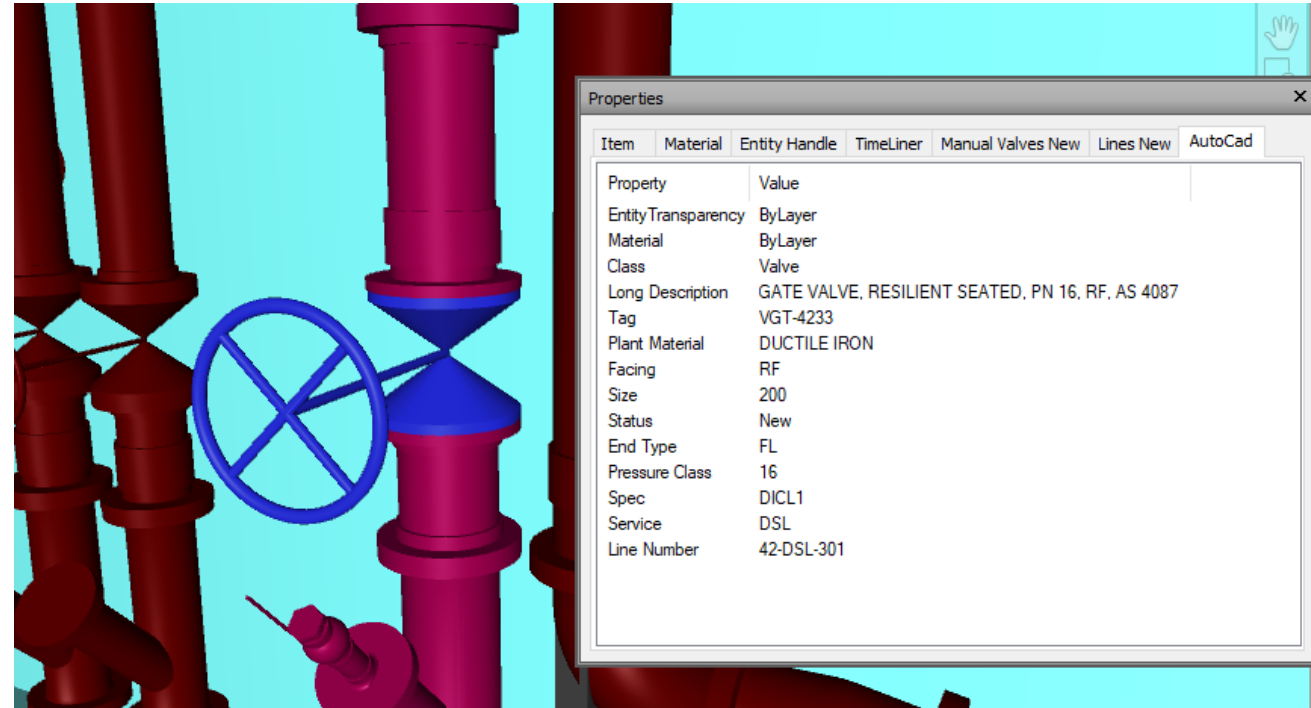 Properties
Item Material Entity Handle TimeLiner Manual Valves New Lines New AutoCad
Property Value
EntityTransparency ByLayer
Material ByLayer
Class Valve
Long Description GATE VALVE, RESILIENT SEATED, PN 16, RF, AS 4087
Tag VGT-4233
Plant Material DUCTILE IRON
Facing RF
Size 200
Status New
End Type FL
Pressure Class 16
Spec DICL1
Service DSL
Line Number 42-DSL-301